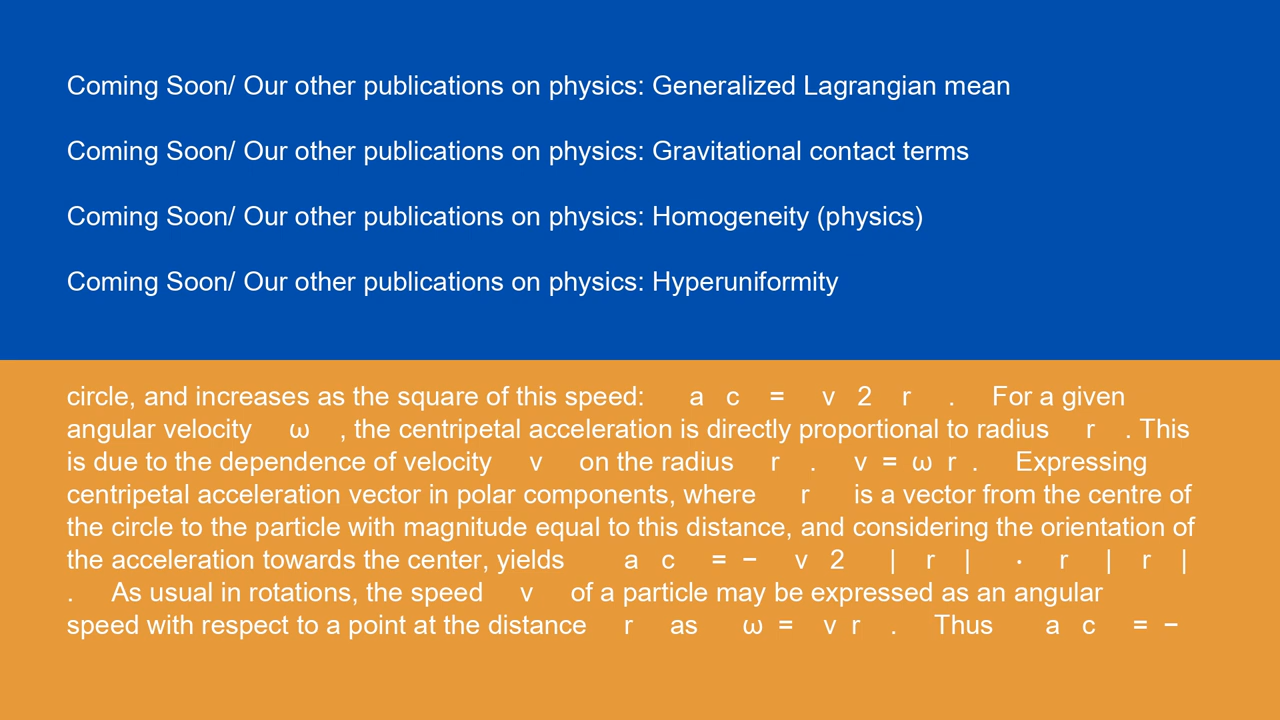 Coming Soon/ Our other publications on physics: Generalized Lagrangian mean
Coming Soon/ Our other publications on physics: Gravitational contact terms
Coming Soon/ Our other publications on physics: Homogeneity (physics)
Coming Soon/ Our other publications on physics: Hyperuniformity
circle, and increases as the square of this speed: a c = v 2 r . For a given
angular velocity ω , the centripetal acceleration is directly proportional to radius r . This
is due to the dependence of velocity v on the radius r . v = ω r . Expressing
centripetal acceleration vector in polar components, where r is a vector from the centre of
the circle to the particle with magnitude equal to this distance, and considering the orientation of
the acceleration towards the center, yields a c = − v 2 | r | ⋅ r | r |
. As usual in rotations, the speed v of a particle may be expressed as an angular
speed with respect to a point at the distance r as ω = v r . Thus a c = −